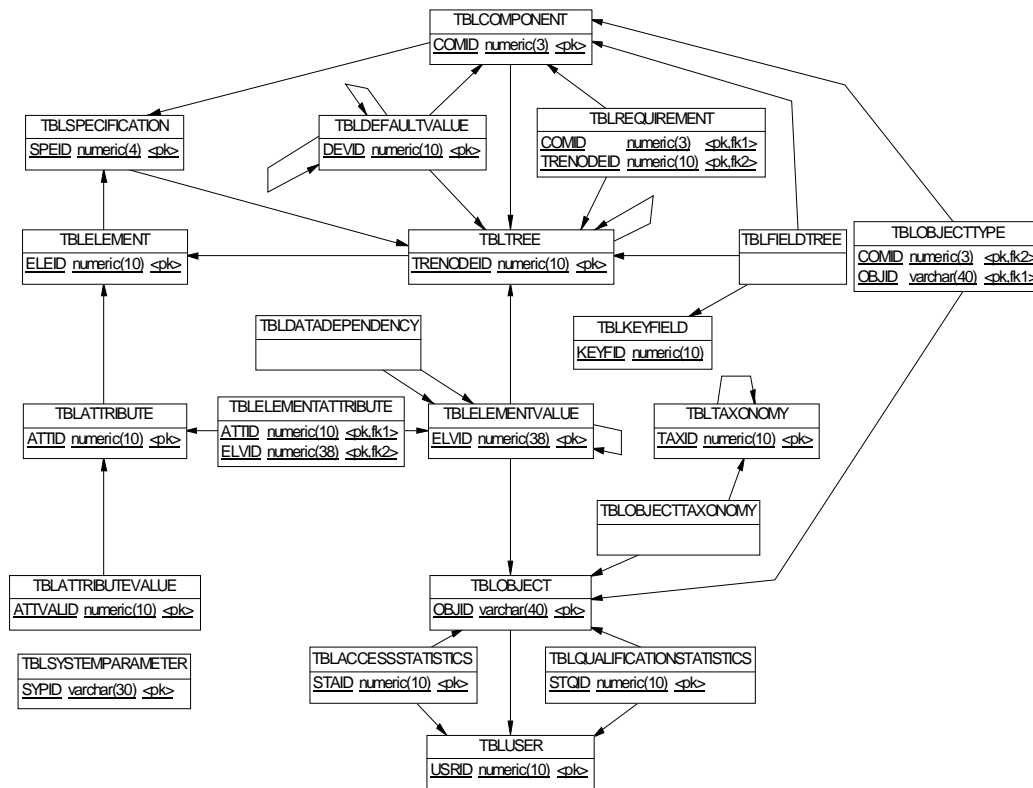 TBLCOMPONENT
COMID numeric(3) <pk>
TBLSPECIFICATION
SPEID numeric(4) <pk>
TBLDEFAULTVALUE
DEVID numeric(10) <pk>
TBLREQUIREMENT
COMID numeric(3) <pk,fk1>
TRENODEID numeric(10) <pk,fk2>
TBLELEMENT
ELEID numeric(10) <pk>
TBLTREE
TRENODEID numeric(10) <pk>
TBLFIELDTREE
TBLOBJECTTYPE
COMID numeric(3) <pk,fk2>
OBJID varchar(40) <pk,fk1>
TBLDATADEPENDENCY
TBLKEYFIELD
KEYFID numeric(10)
TBLATTRIBUTE
ATTID numeric(10) <pk>
TBLELEMENTATTRIBUTE
ATTID numeric(10) <pk,fk1>
ELVID numeric(38) <pk,fk2>
TBLELEMENTVALUE
ELVID numeric(38) <pk>
TBLTAXONOMY
TAXID numeric(10) <pk>
TBLOBJECTTAXONOMY
TBLATTRIBUTEVALUE
ATTVALID numeric(10) <pk>
TBLOBJECT
OBJID varchar(40) <pk>
TBLSYSTEMPARAMETER
SYPID varchar(30) <pk>
TBLACCESSSTATISTICS
STAID numeric(10) <pk>
TBLQUALIFICATIONSTATISTICS
STQID numeric(10) <pk>
TBLUSER
USRID numeric(10) <pk>